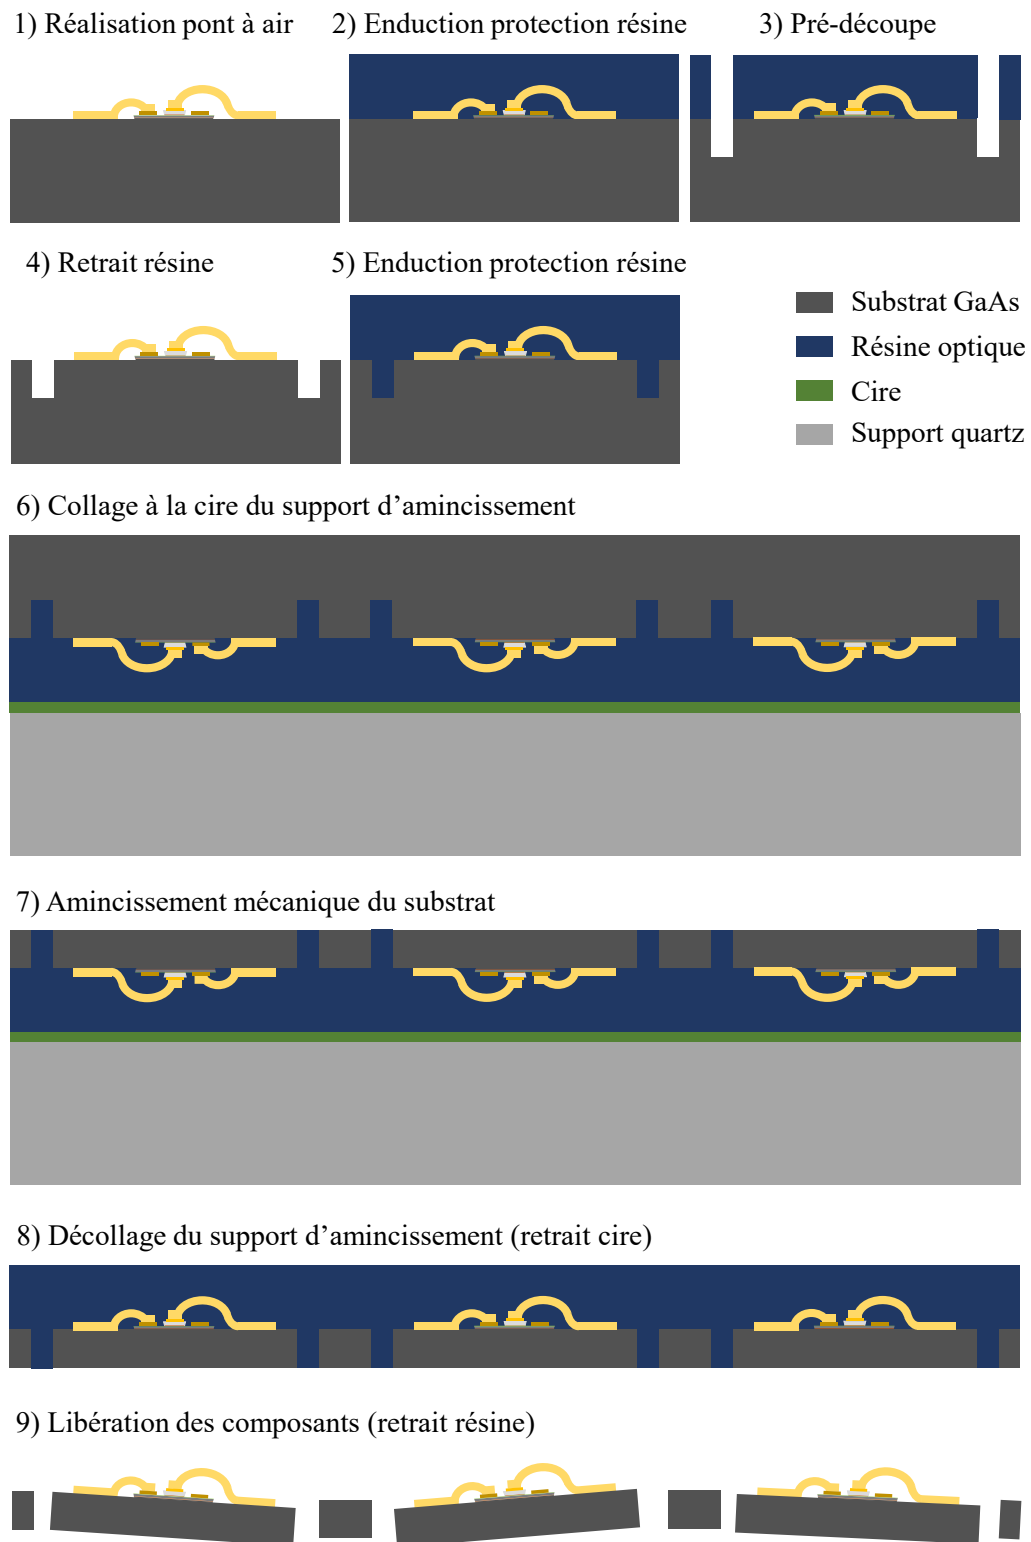 1) Réalisation pont à air
2) Enduction protection résine
3) Pré-découpe
4) Retrait résine
5) Enduction protection résine
Substrat GaAs
Résine optique
Cire
Support quartz
6) Collage à la cire du support d’amincissement
7) Amincissement mécanique du substrat
8) Décollage du support d’amincissement (retrait cire)
9) Libération des composants (retrait résine)